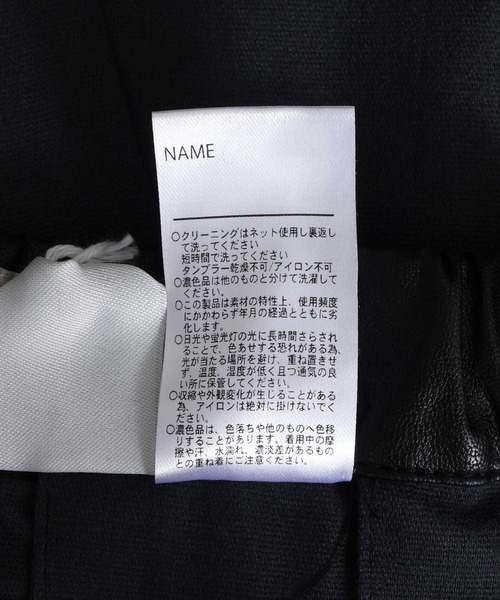 NAME
○クリーニングはネット使用し裏返し
て洗ってください
短時間で洗ってください
タンブラー乾燥不可/アイロン不可
○濃色品は他のものと分けて洗濯して
ください。
○この製品は素材の特性上、使用頻度
にかかわらず年月の経過とともに劣
化します。
○日光や蛍光灯の光に長時間さらされ
ることで、色あせする恐れがある為、
光が当たる場所を避け、重ね置きせ
ず、温度、湿度が低く且つ通気の良
い所に保管してください。
○収縮や外観変化が生じることがある
為、アイロンは絶対に掛けないでく
ださい。
○濃色品は、色落ちや他のものへ色移
りすることがあります。着用中の摩
擦や汗、水濡れ、濃淡差があるもの
との重ね着にご注意ください。